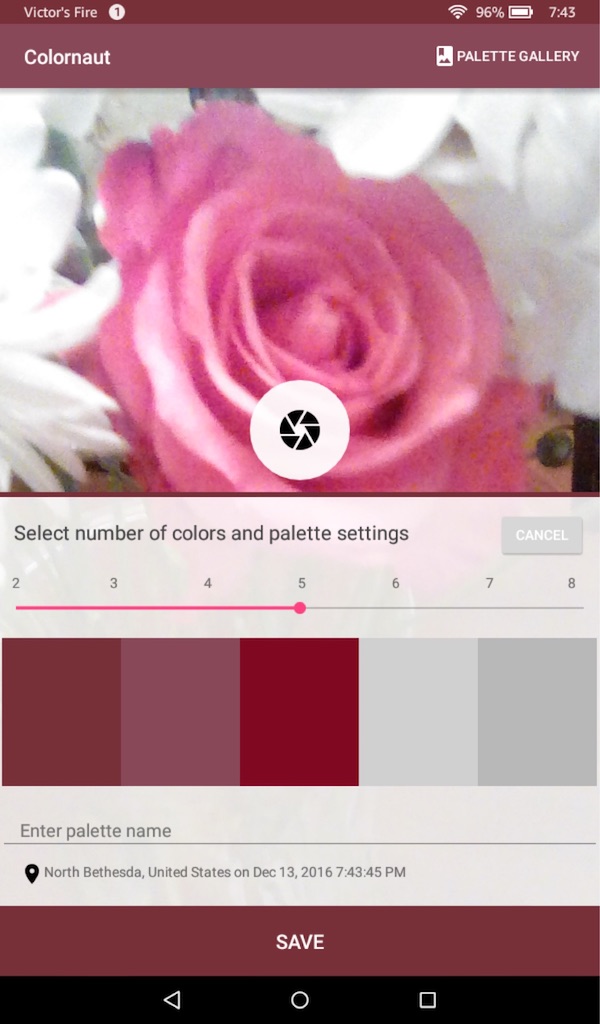 Victor's Fire 1 96% 7:43
Colornaut PALETTE GALLERY
Select number of colors and palette settings CANCEL
2 3 4 5 6 7 8
Enter palette name
North Bethesda, United States on Dec 13, 2016 7:43:45 PM
SAVE